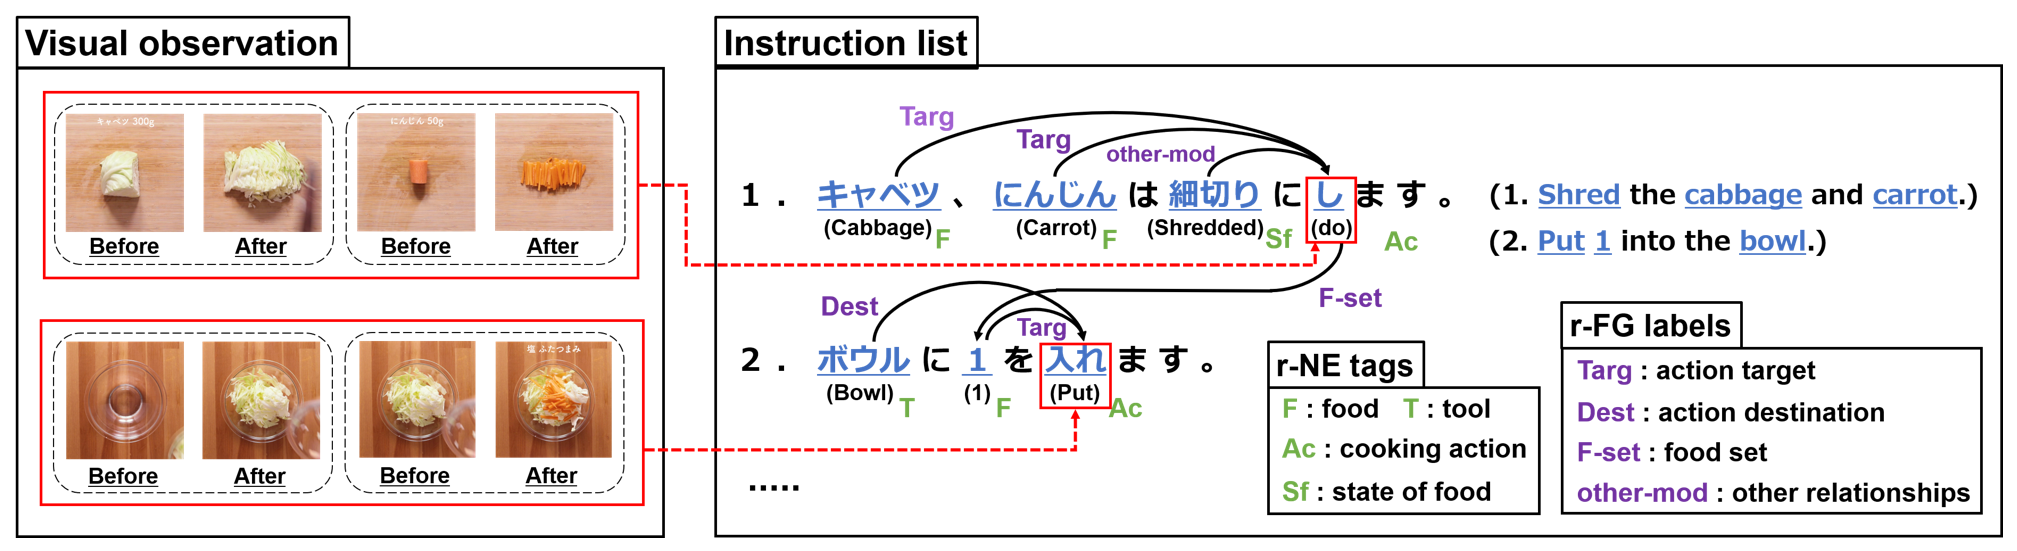 Visual observation
キャベツ 300g
にんじん 50g
Before After Before After
塩 ふたつまみ
Before After Before After
Instruction list
Targ
Targ
other-mod
1. キャベツ、にんじんは細切りにします。
(Cabbage) F (Carrot) F (Shredded) Sf (do) Ac
(1. Shred the cabbage and carrot.)
(2. Put 1 into the bowl.)
F-set
Dest
Targ
2. ボウルに1を入れます。
(Bowl) T (1) F (Put) Ac
.....
r-NE tags
F : food T : tool
Ac : cooking action
Sf : state of food
r-FG labels
Targ : action target
Dest : action destination
F-set : food set
other-mod : other relationships